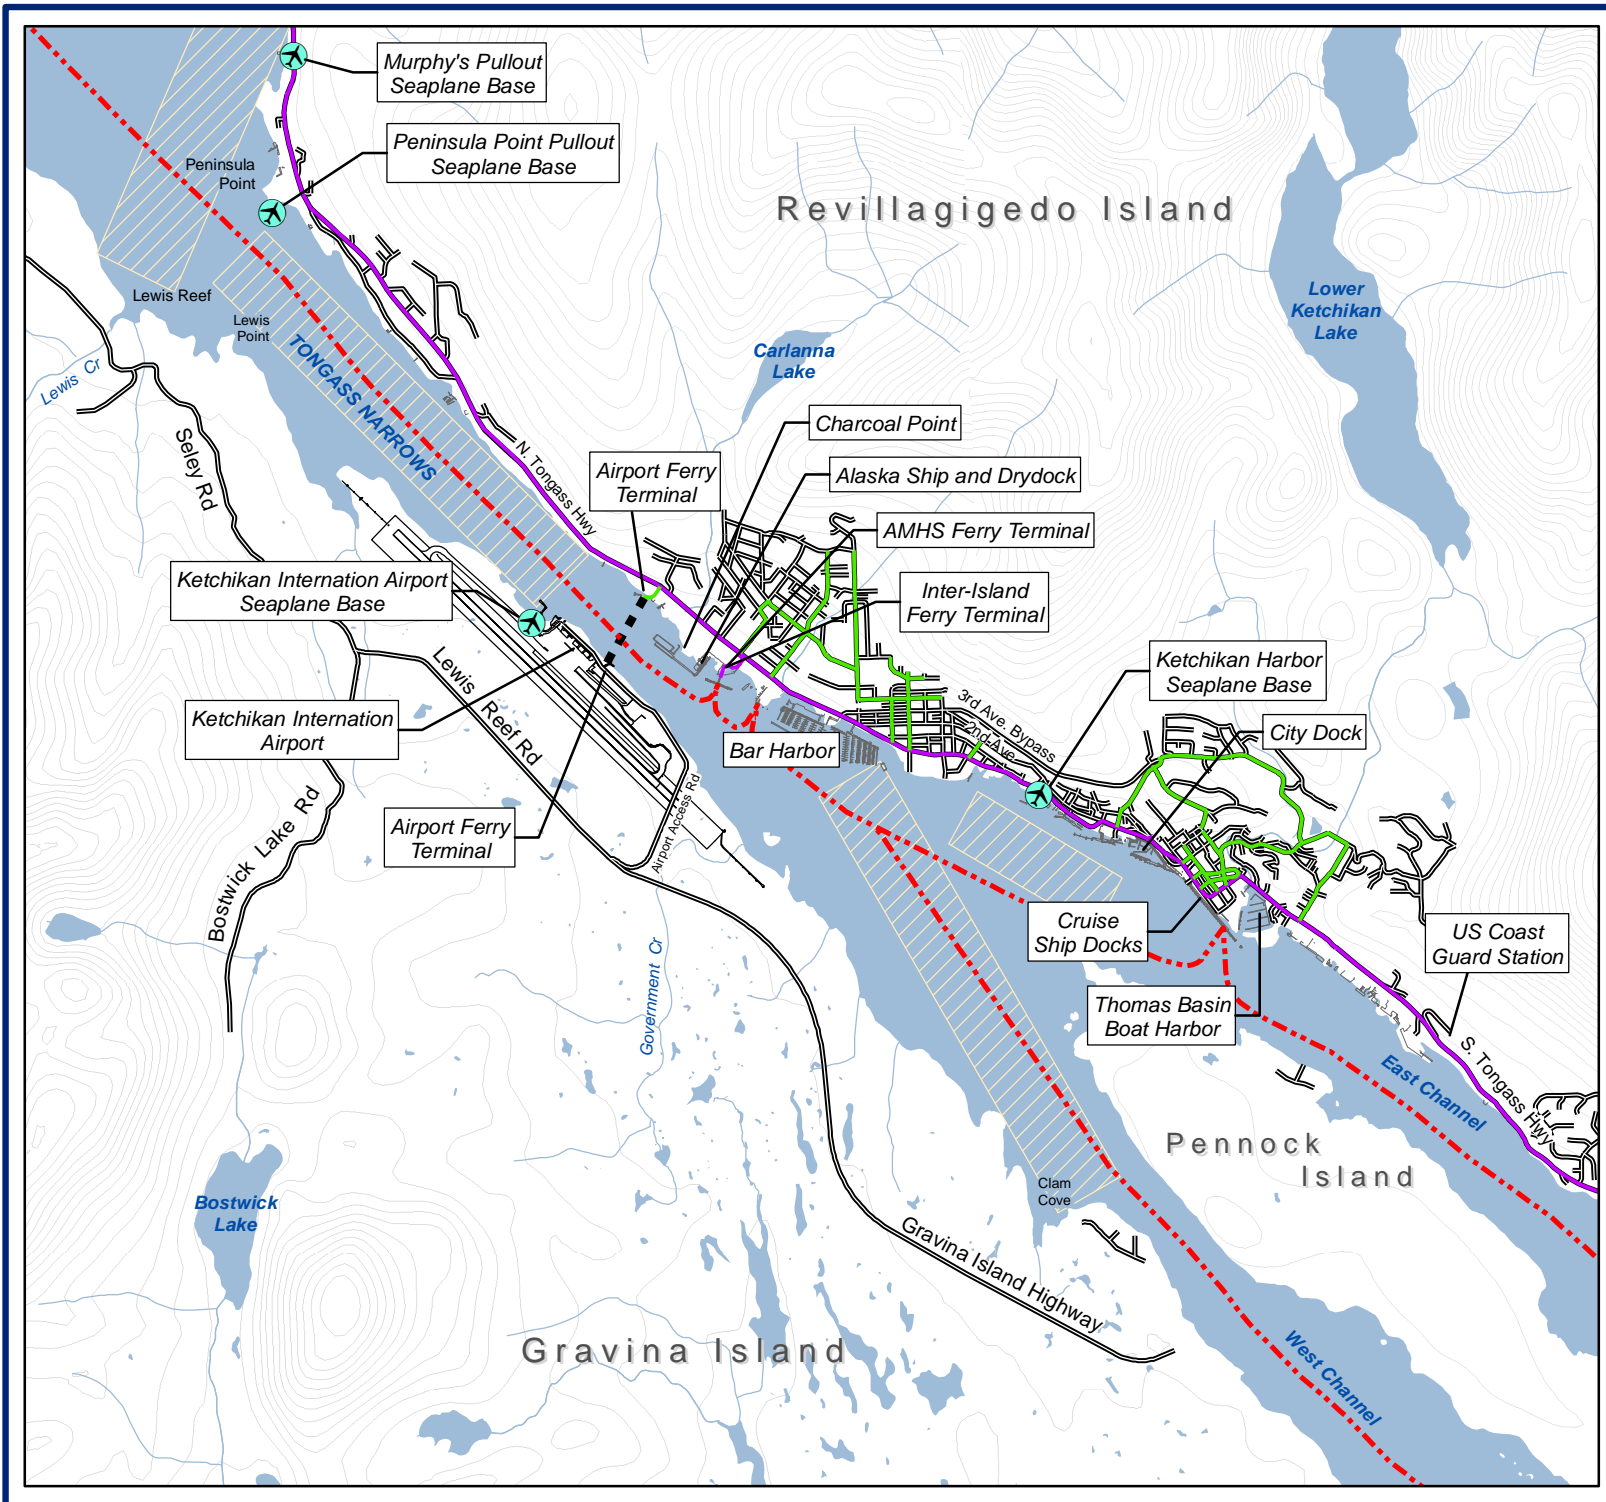 Murphy's Pullout
Seaplane Base
Peninsula Point Pullout
Seaplane Base
Peninsula
Point
Revillagigedo Island
Lewis Reef
Lewis
Point
TONGASS NARROWS
Lower
Ketchikan
Lake
Carlanna
Lake
Lewis Cr
Seley Rd
N. Tongass Hwy
Charcoal Point
Airport Ferry
Terminal
Alaska Ship and Drydock
AMHS Ferry Terminal
Ketchikan Internation Airport
Seaplane Base
Inter-Island
Ferry Terminal
Lewis Reef Rd
Ketchikan Harbor
Seaplane Base
Ketchikan Internation
Airport
3rd Ave. Bypass
2nd Ave
City Dock
Bar Harbor
Airport Access Rd
Airport Ferry
Terminal
Bostwick Lake Rd
Cruise
Ship Docks
US Coast
Guard Station
Government Cr
Thomas Basin
Boat Harbor
S. Tongass Hwy
East Channel
Pennock
Island
Clam
Cove
Bostwick
Lake
Gravina Island Highway
Gravina Island
West Channel